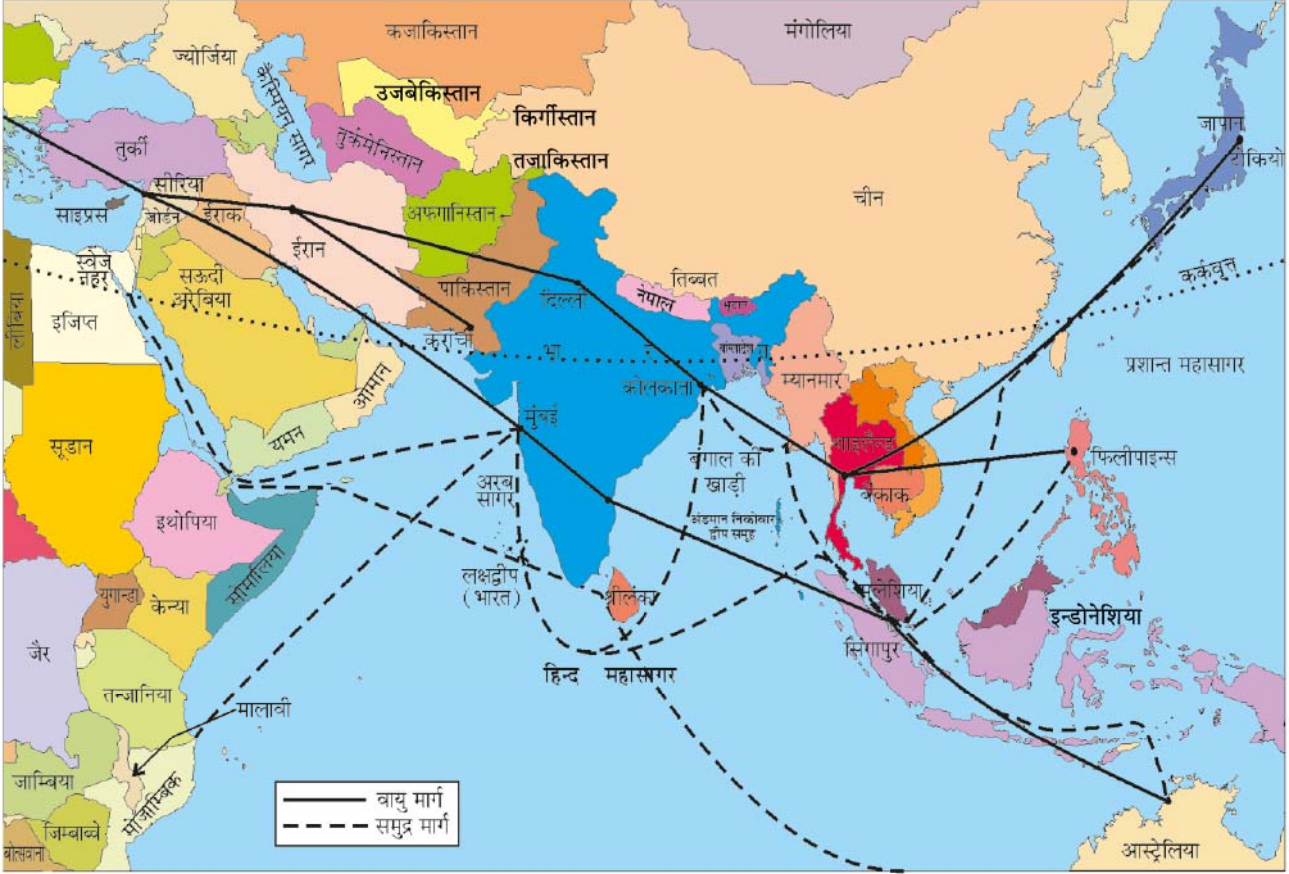 कजाकिस्तान
मंगोलिया
ज्योर्जिया
कैस्पियन सागर
उजबेकिस्तान
किर्गीस्तान
तुर्कमेनिस्तान
तजाकिस्तान
तुर्की
जापान
टोकियो
सीरिया
साइप्रस
जोर्डन
ईराक
ईरान
अफगानिस्तान
चीन
स्वेज
नहर
सऊदी
अरेबिया
पाकिस्तान
दिल्ली
तिब्बत
नेपाल
भूतान
कर्कवृत्त
लीबिया
इजिप्त
करांची
भा
र
त
बांग्लादेश
म्यानमार
प्रशान्त महासागर
ओमान
कोलकाता
यमन
मुंबई
सूडान
थाइलैन्ड
बंगाल की
खाड़ी
फिलीपाइन्स
बैंकाक
अरब
सागर
अंडमान निकोबार
द्वीप समूह
इथोपिया
सोमालिया
लक्षद्वीप
(भारत)
श्रीलंका
मलेशिया
युगान्डा
केन्या
इन्डोनेशिया
सिंगापुर
जैर
हिन्द महासागर
तन्जानिया
मालावी
जाम्बिया
मोजाम्बिक
वायु मार्ग
समुद्र मार्ग
जिम्बाब्वे
बोत्सवाना
आस्ट्रेलिया